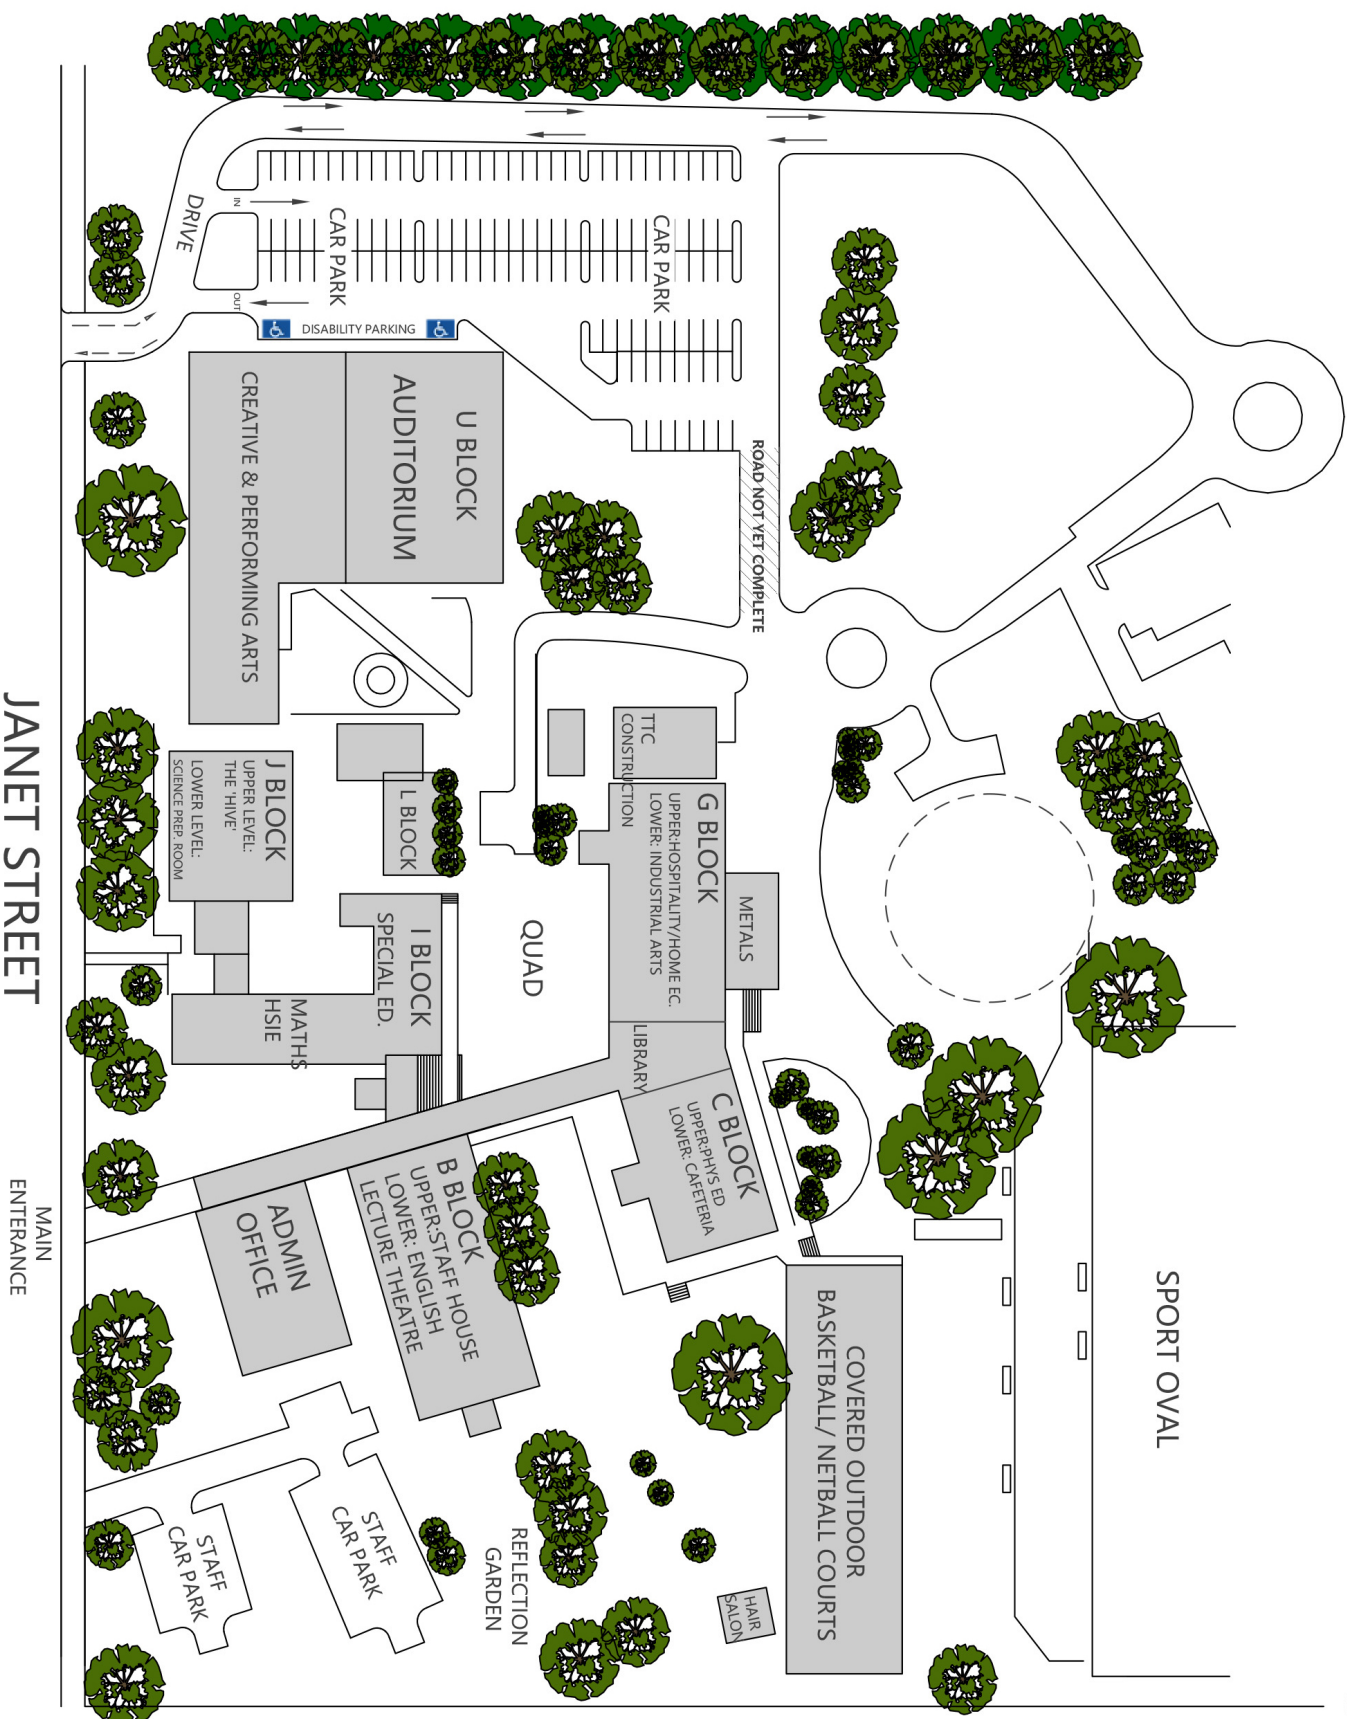 DRIVE
IN
OUT
CAR PARK
CAR PARK
DISABILITY PARKING
ROAD NOT YET COMPLETE
U BLOCK
AUDITORIUM
CREATIVE & PERFORMING ARTS
TTC
CONSTRUCTION
G BLOCK
UPPER:HOSPITALITY/HOME EC.
LOWER: INDUSTRIAL ARTS
METALS
L BLOCK
J BLOCK
UPPER LEVEL:
THE 'HIVE'
LOWER LEVEL:
SCIENCE PREP. ROOM
QUAD
I BLOCK
SPECIAL ED.
MATHS
HSIE
LIBRARY
C BLOCK
UPPER:PHYS ED
LOWER: CAFETERIA
B BLOCK
UPPER:STAFF HOUSE
LOWER: ENGLISH
LECTURE THEATRE
ADMIN
OFFICE
COVERED OUTDOOR
BASKETBALL/ NETBALL COURTS
SPORT OVAL
HAIR
SALON
REFLECTION
GARDEN
STAFF
CAR PARK
STAFF
CAR PARK
JANET STREET
MAIN
ENTERANCE